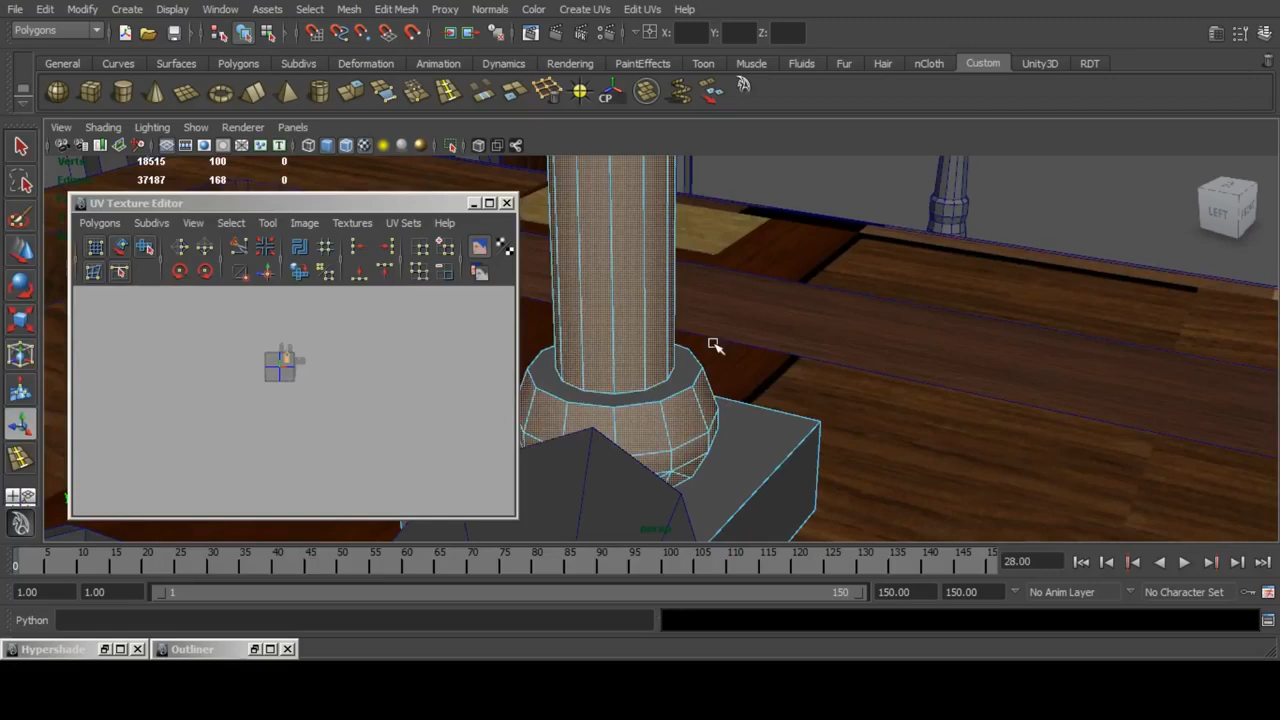 File Edit Modify Create Display Window Assets Select Mesh Edit Mesh Proxy Normals Color Create UVs Edit UVs Help
Polygons X: Y: Z:
General Curves Surfaces Polygons Subdivs Deformation Animation Dynamics Rendering PaintEffects Toon Muscle Fluids Fur Hair nCloth Custom Unity3D RDT
CP
View Shading Lighting Show Renderer Panels
Verts 18515 100 0
37187 168 0
UV Texture Editor
Polygons Subdivs View Select Tool Image Textures UV Sets Help
LEFT
persp
0 5 10 15 20 25 30 35 40 45 50 55 60 65 70 75 80 85 90 95 100 105 110 115 120 125 130 135 140 145 15 28.00
1.00 1.00 1 150 150.00 150.00 No Anim Layer No Character Set
Python
Hypershade Outliner